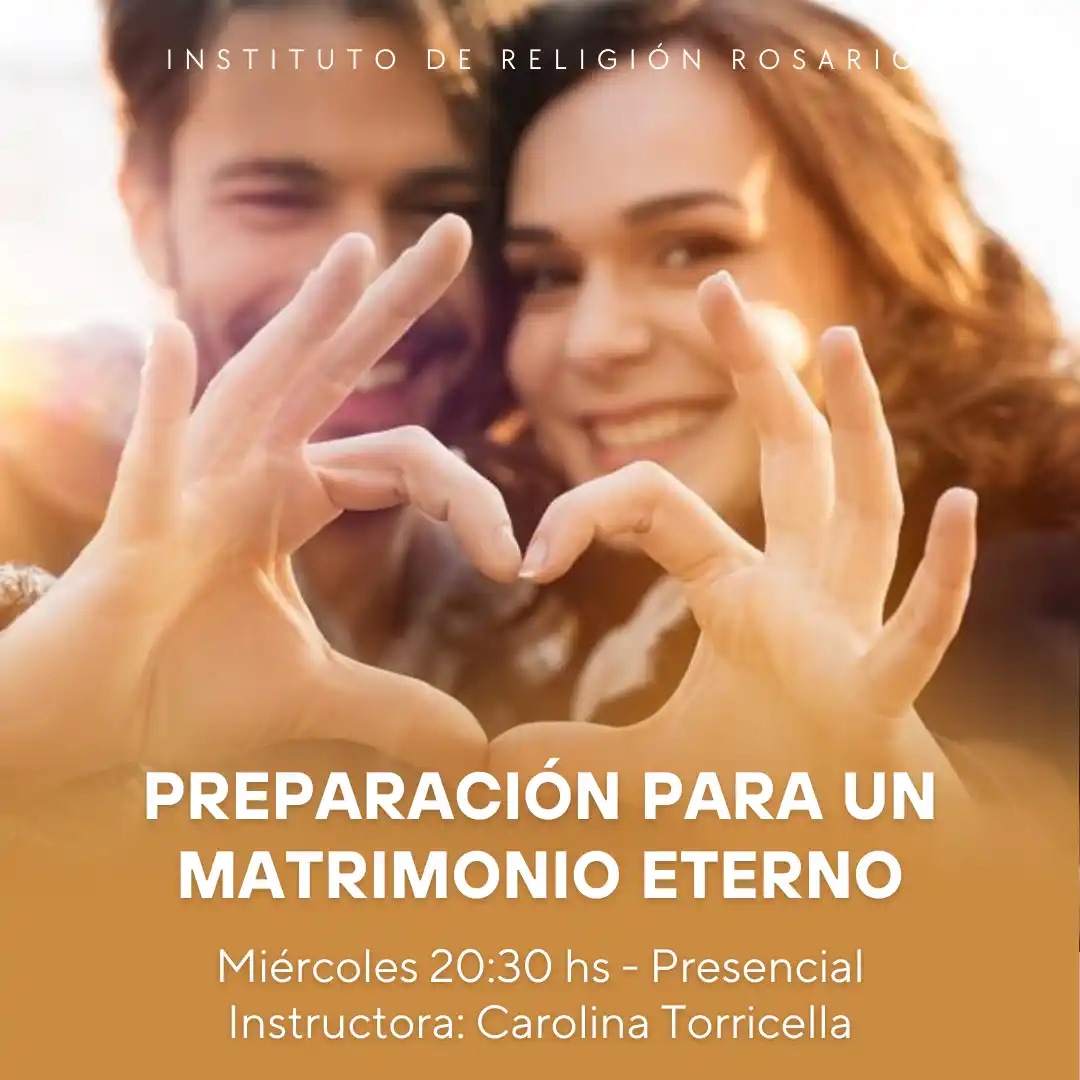 INSTITUTO DE RELIGIÓN ROSARIO
PREPARACIÓN PARA UN
MATRIMONIO ETERNO
Miércoles 20:30 hs - Presencial
Instructora: Carolina Torricella